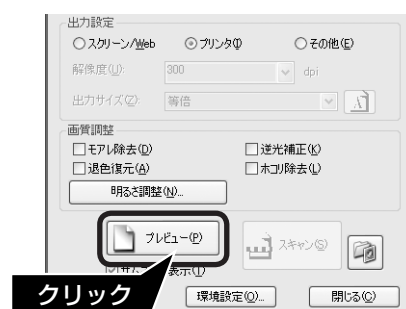 出力設定
スクリーン/Web プリンタ(I) その他(E)
解像度(U): 300 dpi
出力サイズ(Z): 等倍
画質調整
モアレ除去(D) 逆光補正(K)
退色復元(A) ホコリ除去(L)
明るさ調整(N)...
プレビュー(P) スキャン(S)
表示(T)
クリック
環境設定(O)... 閉じる(C)